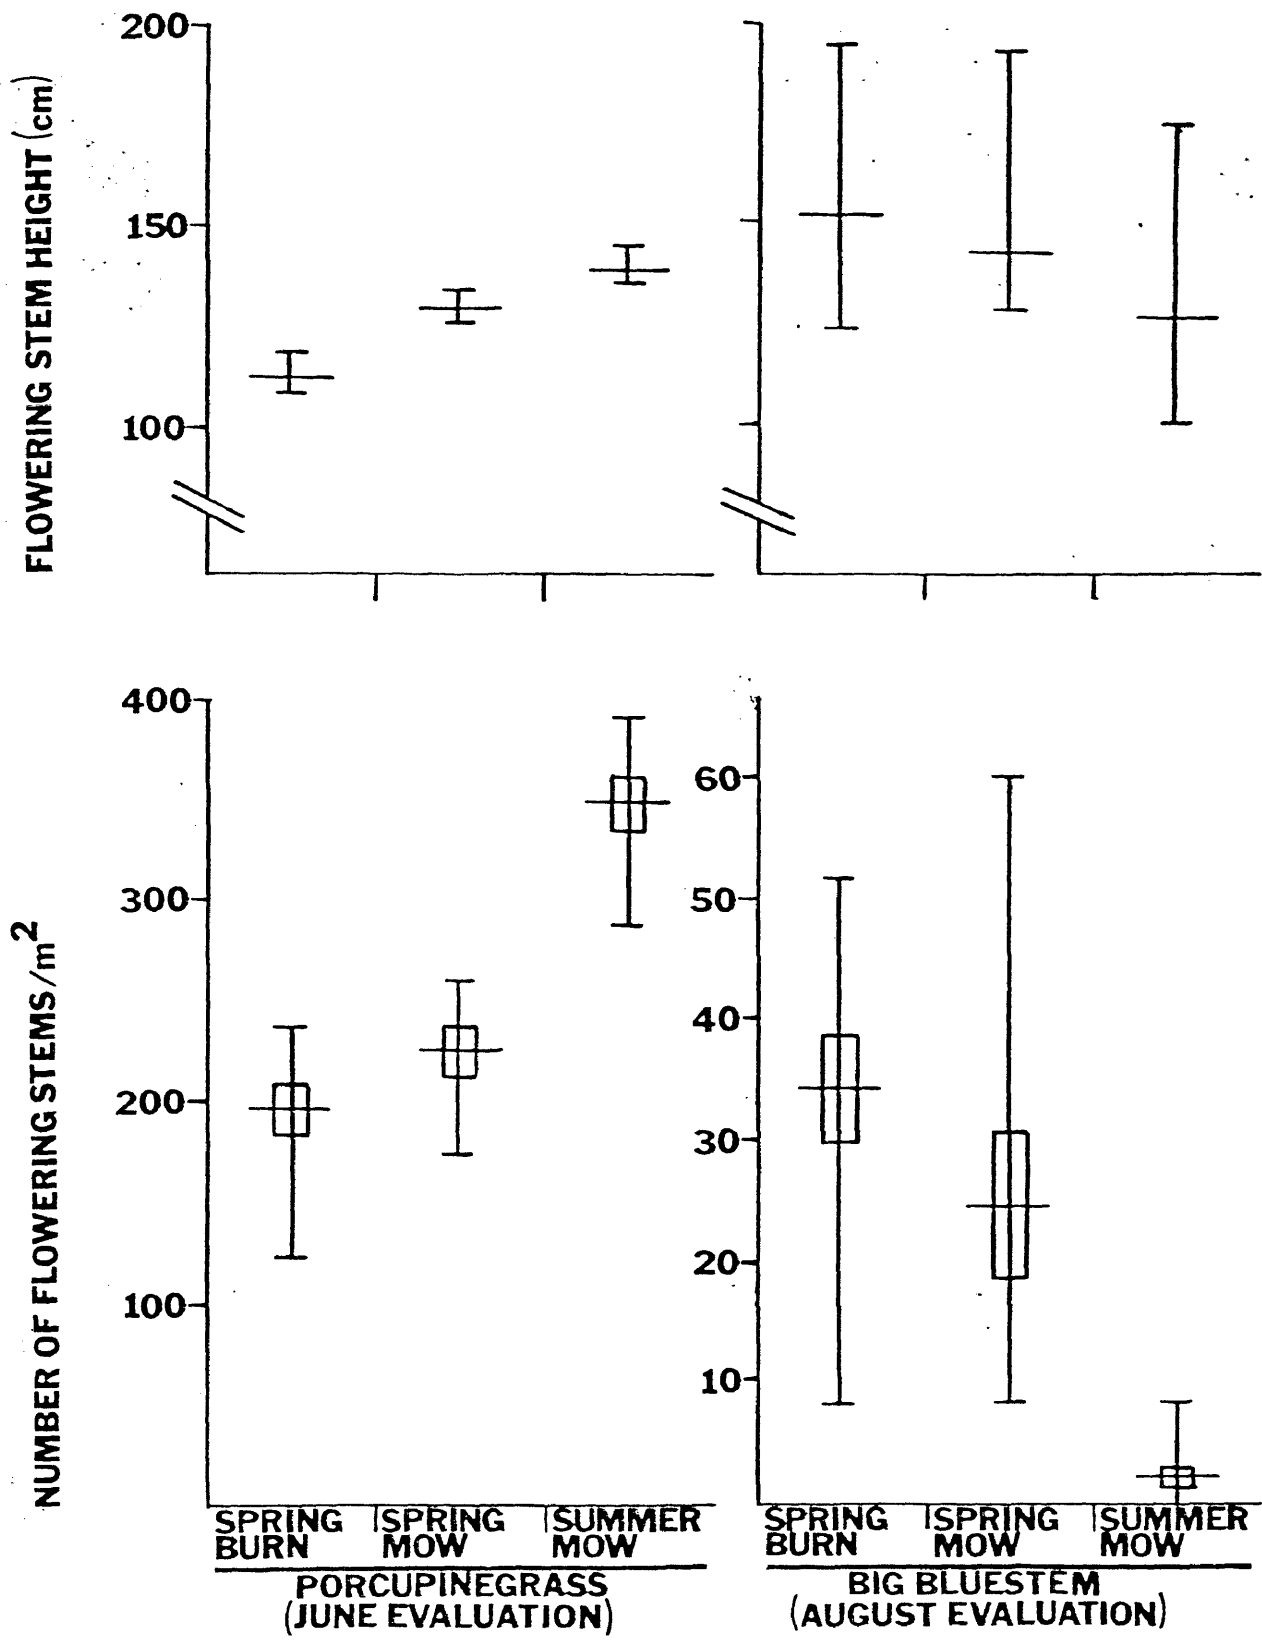 FLOWERING STEM HEIGHT (cm)
200
150
100
NUMBER OF FLOWERING STEMS/m²
400
300
200
100
60
50
40
30
20
10
SPRING BURN
SPRING MOW
SUMMER MOW
PORCUPINEGRASS
(JUNE EVALUATION)
SPRING BURN
SPRING MOW
SUMMER MOW
BIG BLUESTEM
(AUGUST EVALUATION)